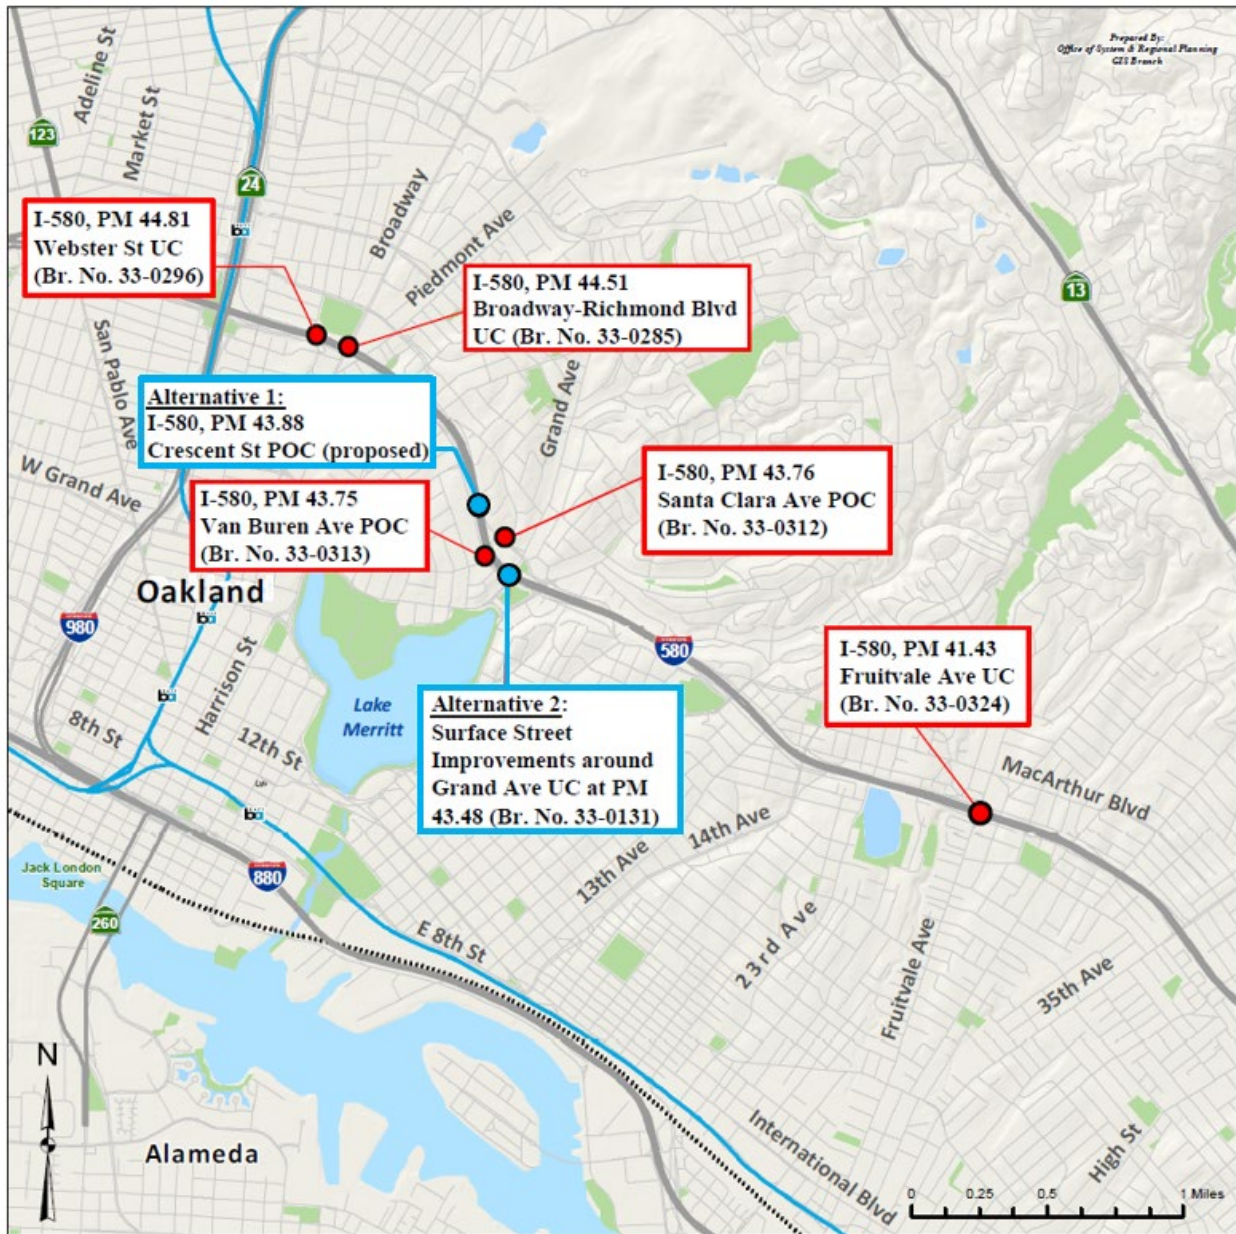 Prepared By:
Office of System & Regional Planning
GIS Branch
Adeline St
Market St
123
24
Broadway
Piedmont Ave
13
I-580, PM 44.81
Webster St UC
(Br. No. 33-0296)
I-580, PM 44.51
Broadway-Richmond Blvd
UC (Br. No. 33-0285)
San Pablo Ave
Grand Ave
Alternative 1:
I-580, PM 43.88
Crescent St POC (proposed)
W Grand Ave
I-580, PM 43.75
Van Buren Ave POC
(Br. No. 33-0313)
I-580, PM 43.76
Santa Clara Ave POC
(Br. No. 33-0312)
Oakland
980
Harrison St
580
I-580, PM 41.43
Fruitvale Ave UC
(Br. No. 33-0324)
8th St
12th St
Lake
Merritt
Alternative 2:
Surface Street
Improvements around
Grand Ave UC at PM
43.48 (Br. No. 33-0131)
MacArthur Blvd
14th Ave
13th Ave
Jack London
Square
880
260
E 8th St
23rd Ave
Fruitvale Ave
35th Ave
N
Alameda
International Blvd
High St
0 0.25 0.5 1 Miles